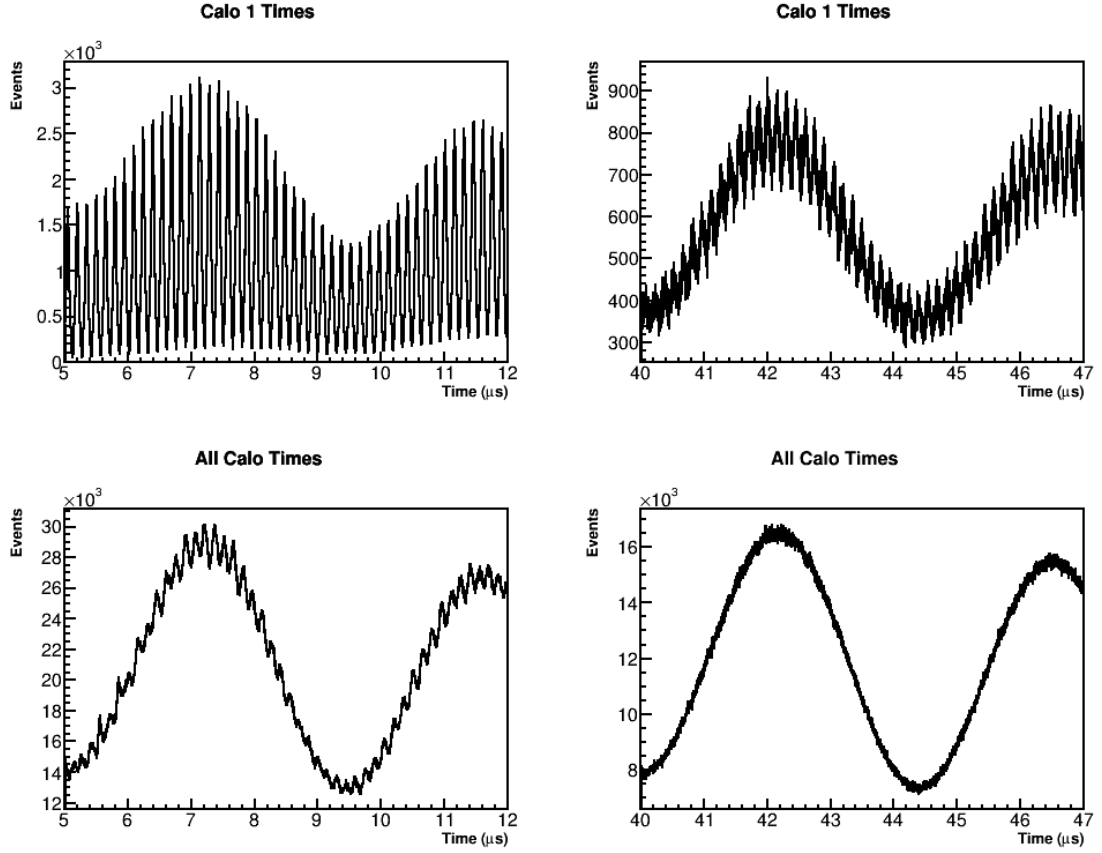 Calo 1 Times
×10³
Events
3
2.5
2
1.5
1
0.5
0
5 6 7 8 9 10 11 12
Time (μs)
Calo 1 Times
Events
900
800
700
600
500
400
300
40 41 42 43 44 45 46 47
Time (μs)
All Calo Times
×10³
Events
30
28
26
24
22
20
18
16
14
12
5 6 7 8 9 10 11 12
Time (μs)
All Calo Times
×10³
Events
16
14
12
10
8
40 41 42 43 44 45 46 47
Time (μs)